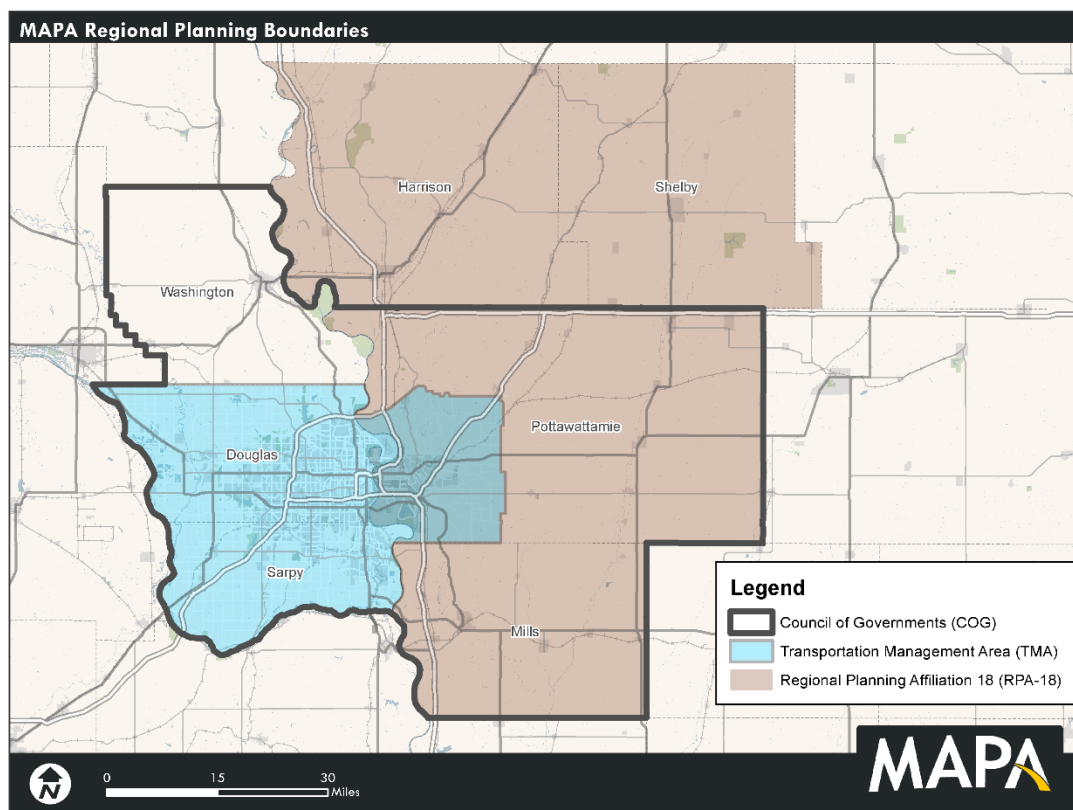 MAPA Regional Planning Boundaries
Harrison
Shelby
Washington
Pottawattamie
Douglas
Sarpy
Mills
Legend
Council of Governments (COG)
Transportation Management Area (TMA)
Regional Planning Affiliation 18 (RPA-18)
N
0 15 30
Miles
MAPA